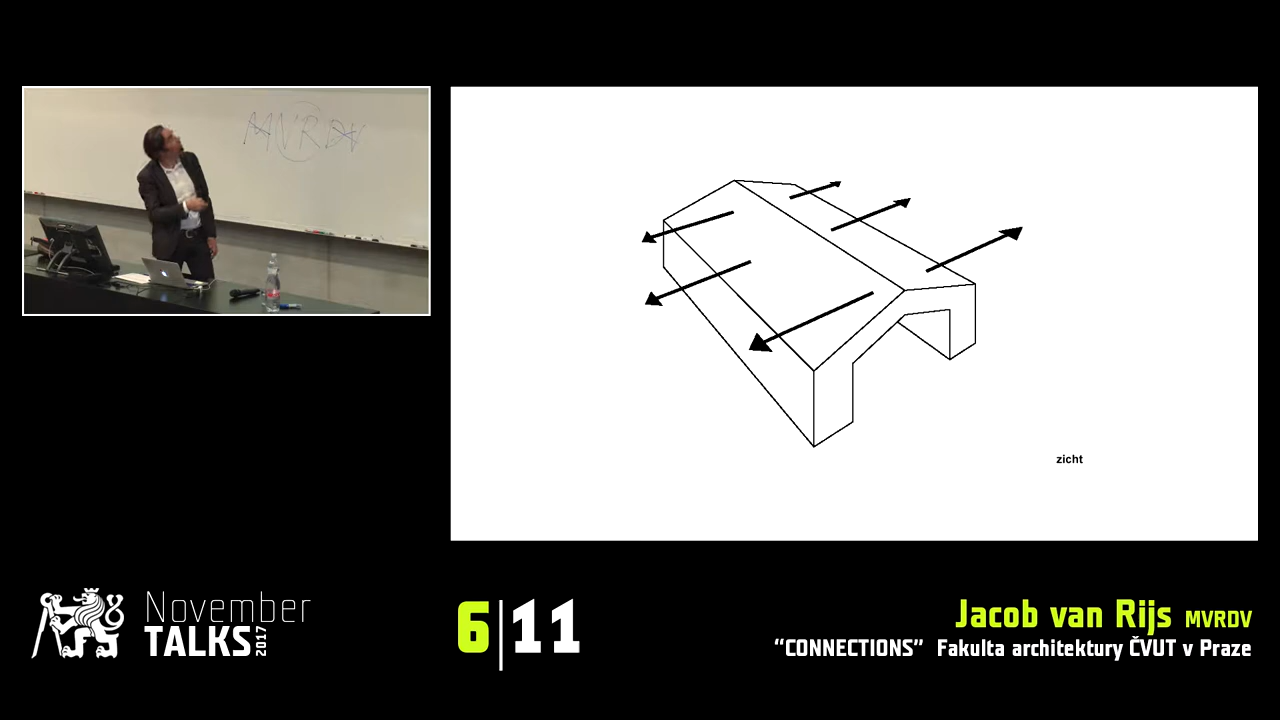 MVRDV
zicht
November
TALKS 2017
6|11
Jacob van Rijs MVRDV
“CONNECTIONS” Fakulta architektury ČVUT v Praze